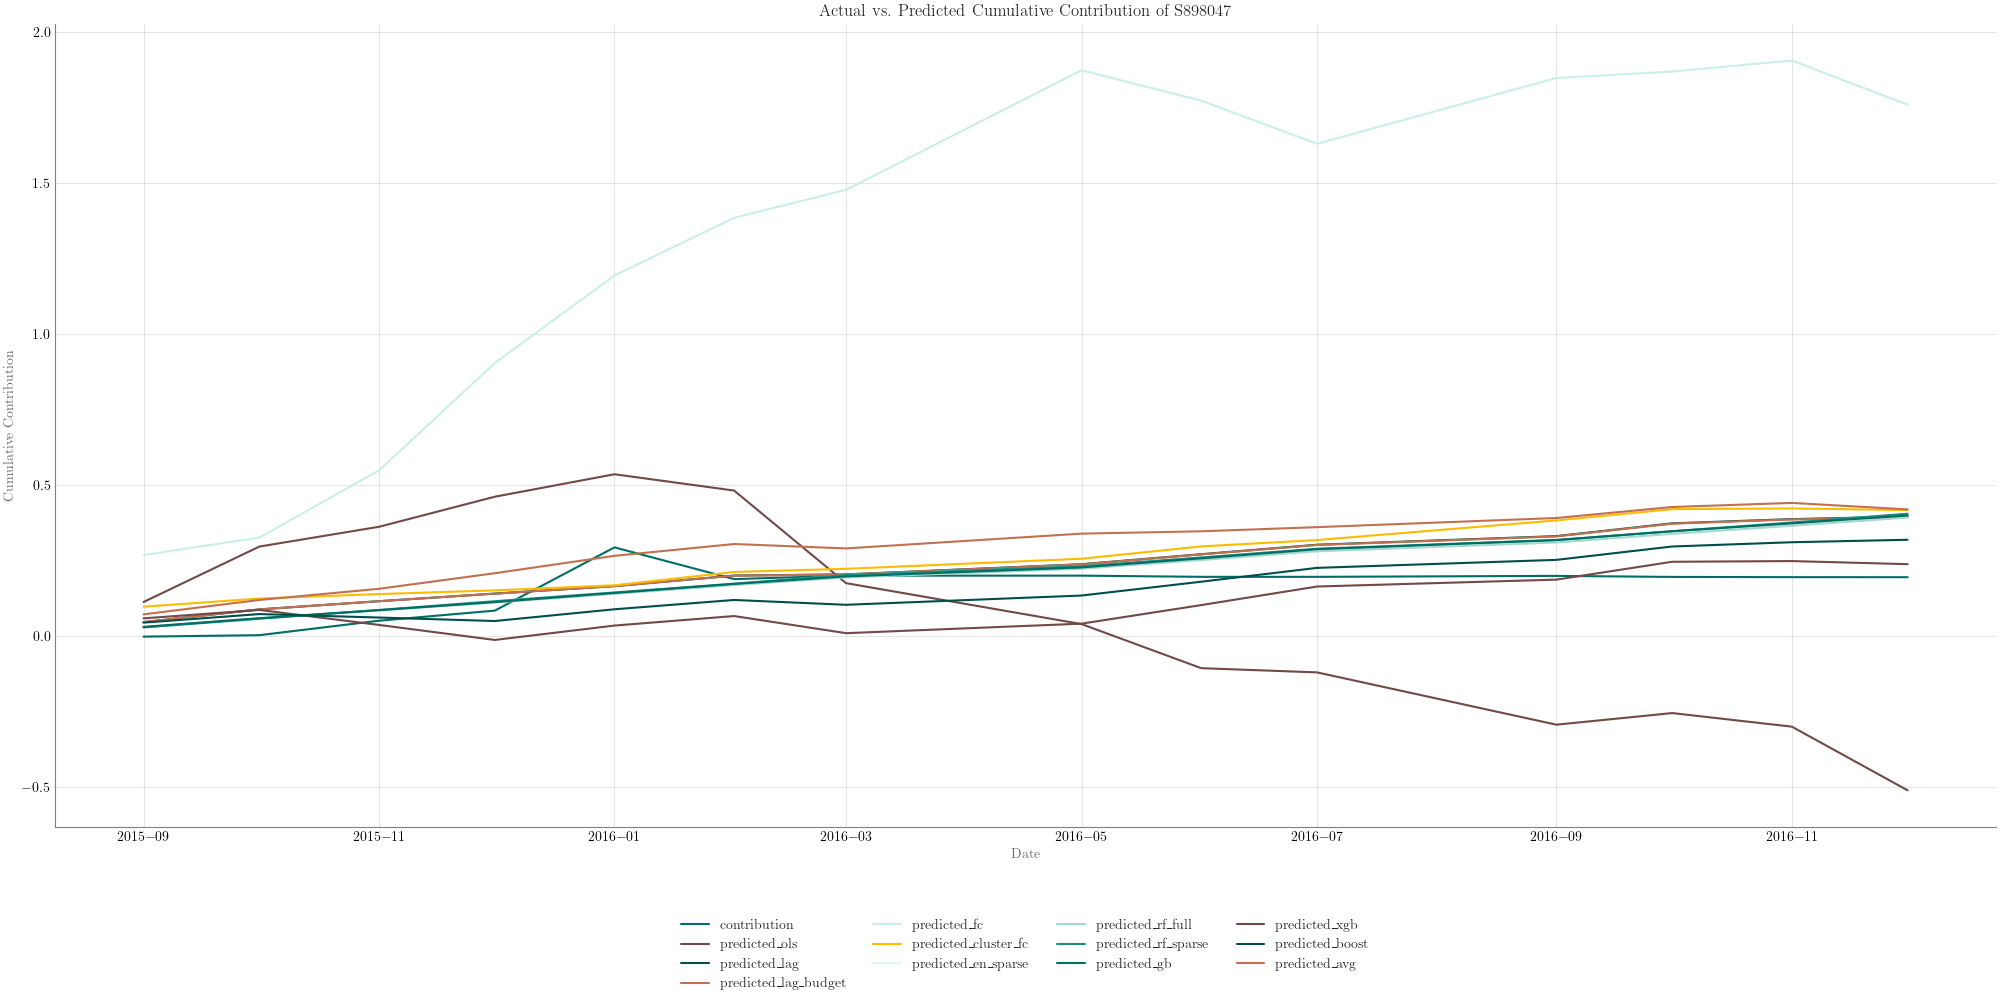 Actual vs. Predicted Cumulative Contribution of S898047
Cumulative Contribution
2.0
1.5
1.0
0.5
0.0
−0.5
2015−09 2015−11 2016−01 2016−03 2016−05 2016−07 2016−09 2016−11
Date
contribution predicted_fc predicted_rf_full predicted_xgb
predicted_ols predicted_cluster_fc predicted_rf_sparse predicted_boost
predicted_lag predicted_en_sparse predicted_gb predicted_avg
predicted_lag_budget